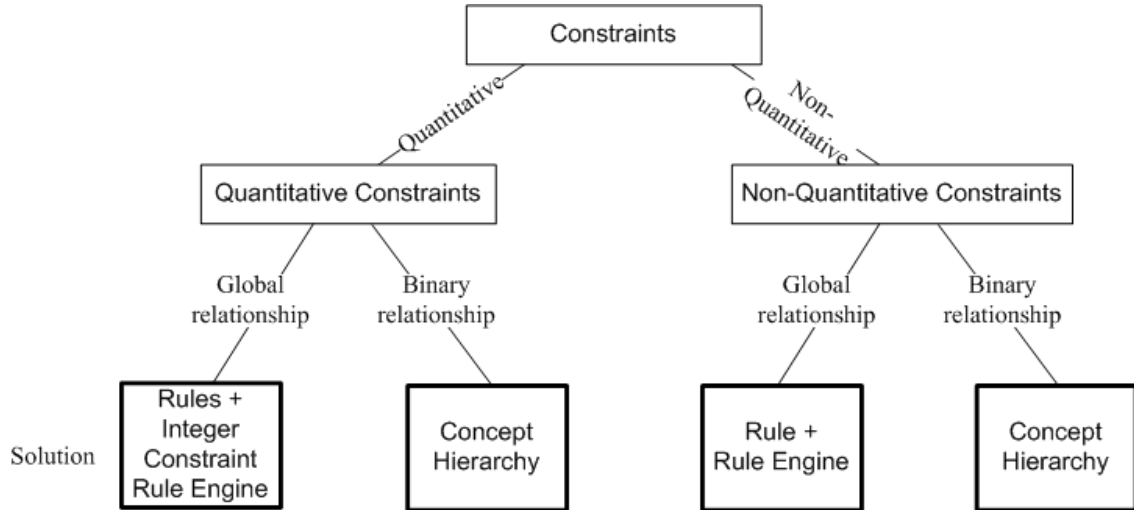 Constraints
Quantitative
Non-
Quantitative
Quantitative Constraints
Non-Quantitative Constraints
Global
relationship
Binary
relationship
Global
relationship
Binary
relationship
Solution
Rules +
Integer
Constraint
Rule Engine
Concept
Hierarchy
Rule +
Rule Engine
Concept
Hierarchy